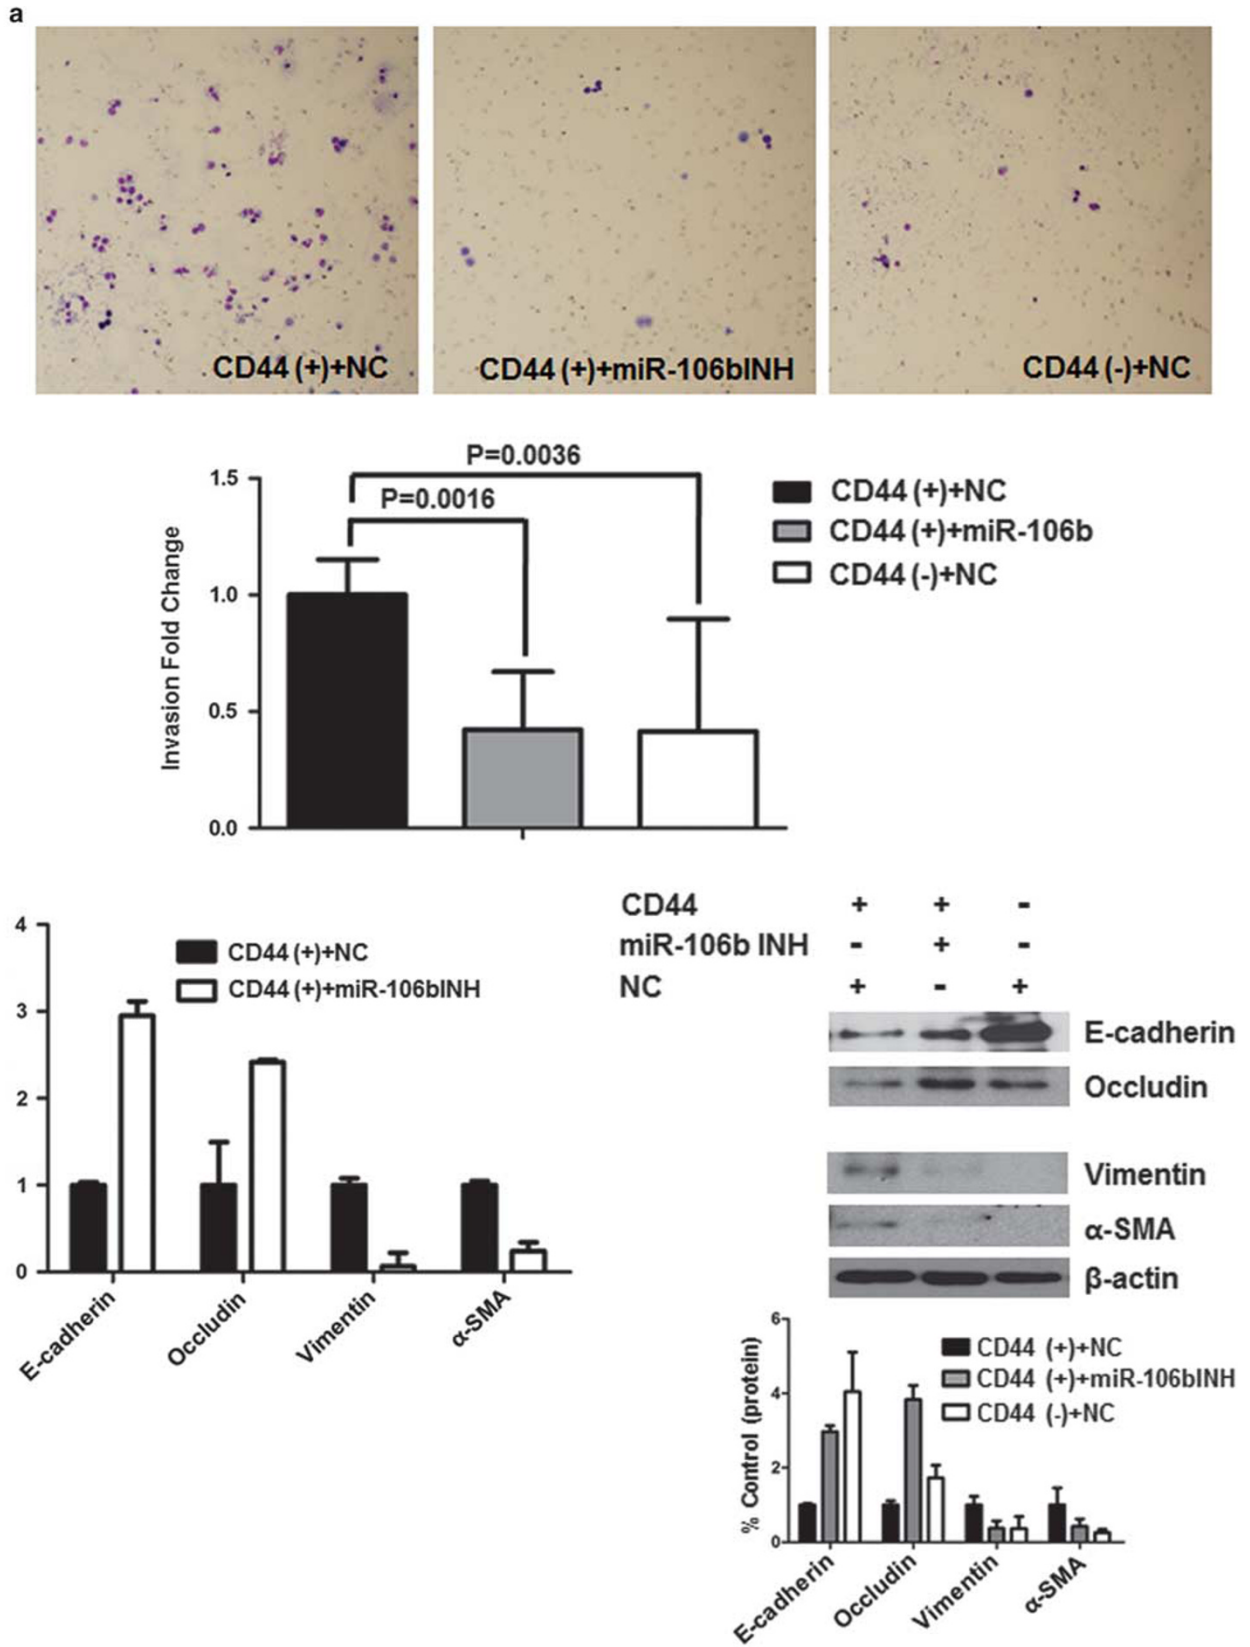 a
CD44 (+)+NC
CD44 (+)+miR-106bINH
CD44 (-)+NC
P=0.0036
P=0.0016
1.5
1.0
0.5
0.0
Invasion Fold Change
CD44 (+)+NC
CD44 (+)+miR-106b
CD44 (-)+NC
4
3
2
1
0
CD44 (+)+NC
CD44 (+)+miR-106bINH
E-cadherin
Occludin
Vimentin
α-SMA
CD44 + + -
miR-106b INH - + -
NC + - +
E-cadherin
Occludin
Vimentin
α-SMA
β-actin
6
4
2
0
% Control (protein)
CD44 (+)+NC
CD44 (+)+miR-106bINH
CD44 (-)+NC
E-cadherin
Occludin
Vimentin
α-SMA